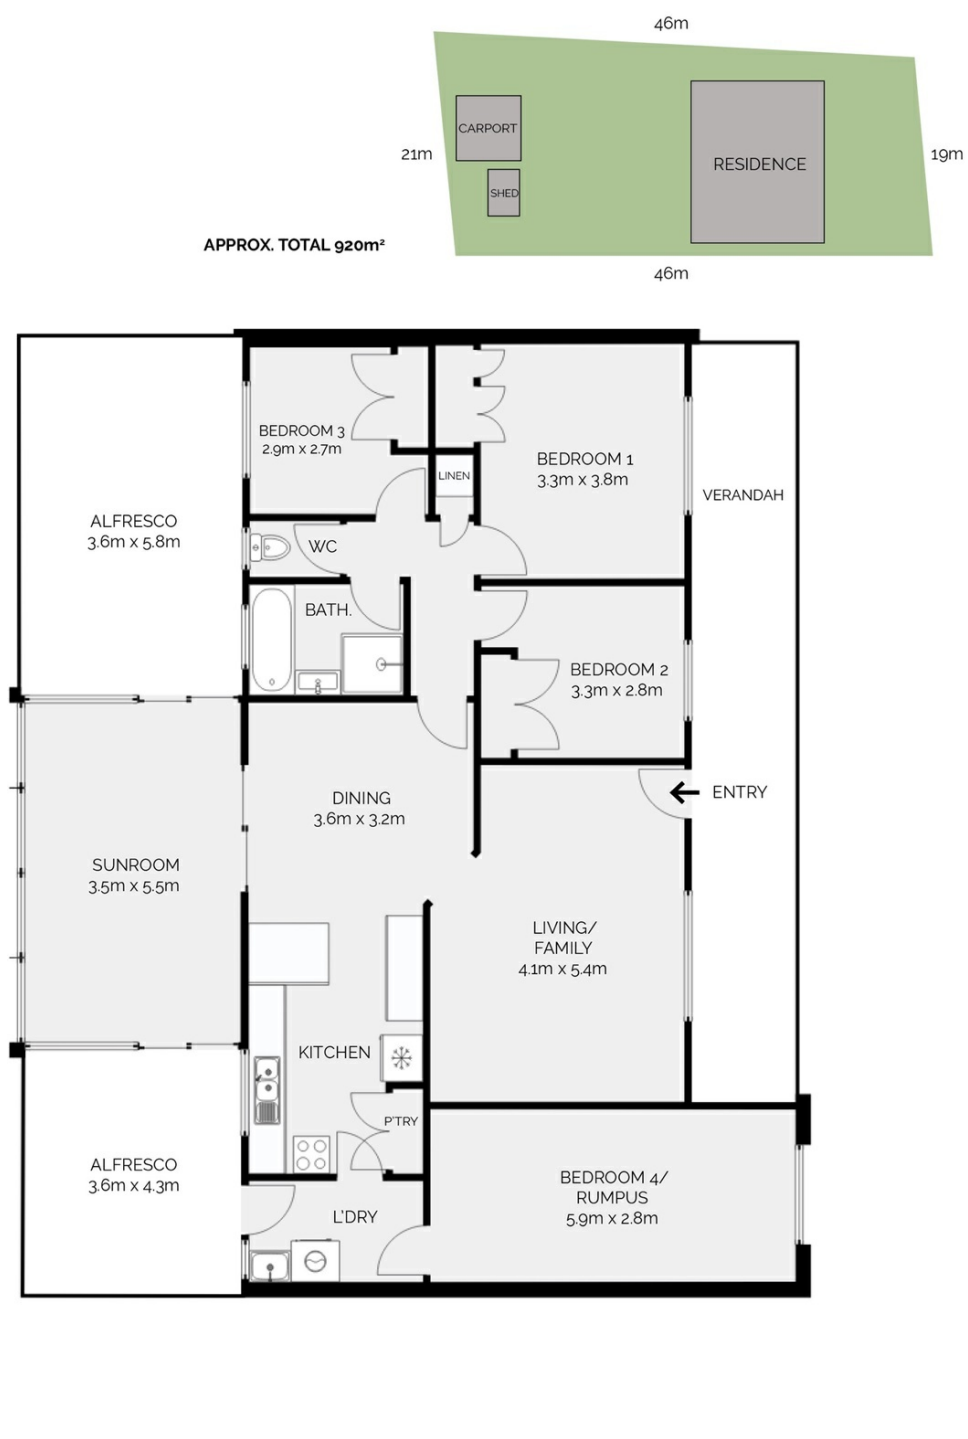 46m
CARPORT
21m
RESIDENCE
19m
SHED
APPROX. TOTAL 920m²
46m
BEDROOM 3
2.9m x 2.7m
LINEN
BEDROOM 1
3.3m x 3.8m
VERANDAH
ALFRESCO
3.6m x 5.8m
WC
BATH.
BEDROOM 2
3.3m x 2.8m
DINING
3.6m x 3.2m
ENTRY
SUNROOM
3.5m x 5.5m
LIVING/
FAMILY
4.1m x 5.4m
KITCHEN
P'TRY
ALFRESCO
3.6m x 4.3m
BEDROOM 4/
RUMPUS
5.9m x 2.8m
L'DRY